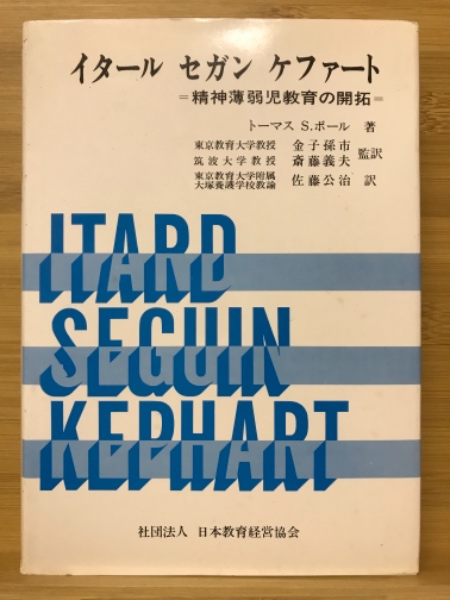 イタール セガン ケファート
=精神薄弱児教育の開拓=
トーマス S.ボール 著
東京教育大学教授 金子孫市
筑波大学教授 斎藤義夫 監訳
東京教育大学附属
大塚養護学校教諭 佐藤公治 訳
ITARD
SEGUIN
KEPHART
社団法人 日本教育経営協会